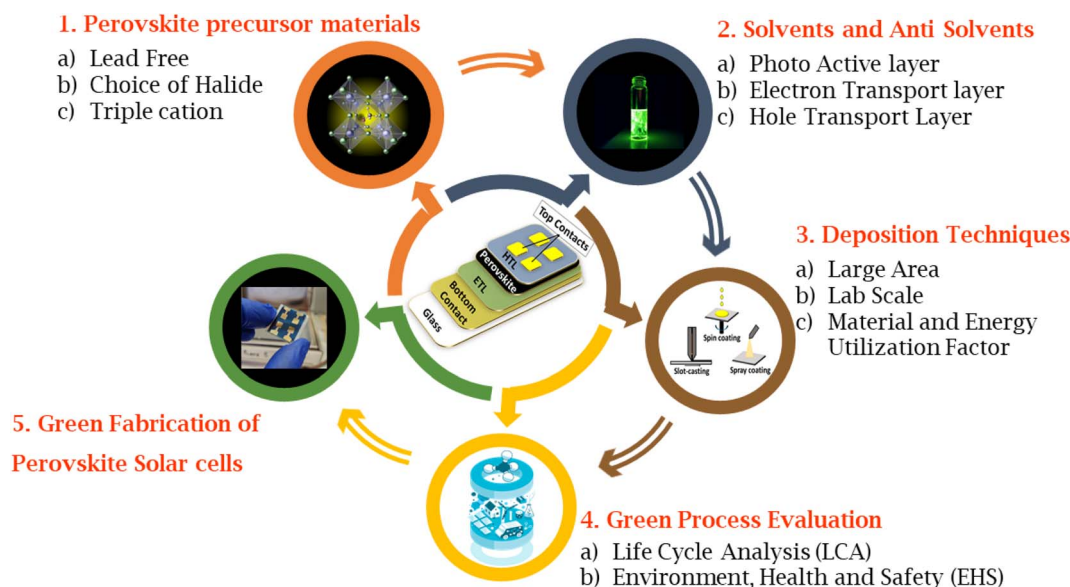 1. Perovskite precursor materials
a) Lead Free
b) Choice of Halide
c) Triple cation
2. Solvents and Anti Solvents
a) Photo Active layer
b) Electron Transport layer
c) Hole Transport Layer
3. Deposition Techniques
a) Large Area
b) Lab Scale
c) Material and Energy
Utilization Factor
Top Contacts
HTL
Perovskite
ETL
Bottom
Contact
Glass
Spin coating
Slot-casting
Spray coating
5. Green Fabrication of
Perovskite Solar cells
4. Green Process Evaluation
a) Life Cycle Analysis (LCA)
b) Environment, Health and Safety (EHS)